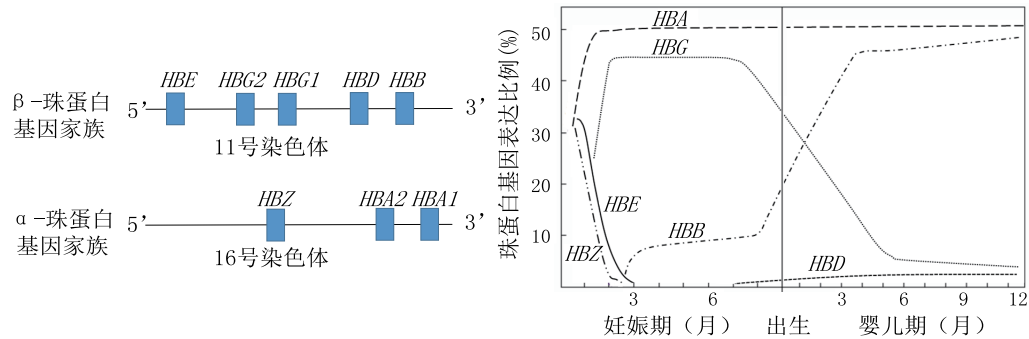 HBE HBG2 HBG1 HBD HBB
β-珠蛋白
基因家族
5’ 3’
11号染色体
HBZ HBA2 HBA1
α-珠蛋白
基因家族
5’ 3’
16号染色体
珠蛋白基因表达比例(%)
50
40
30
20
10
HBA
HBG
HBE
HBZ
HBB
HBD
3 6 3 6 9 12
妊娠期（月） 出生 婴儿期（月）